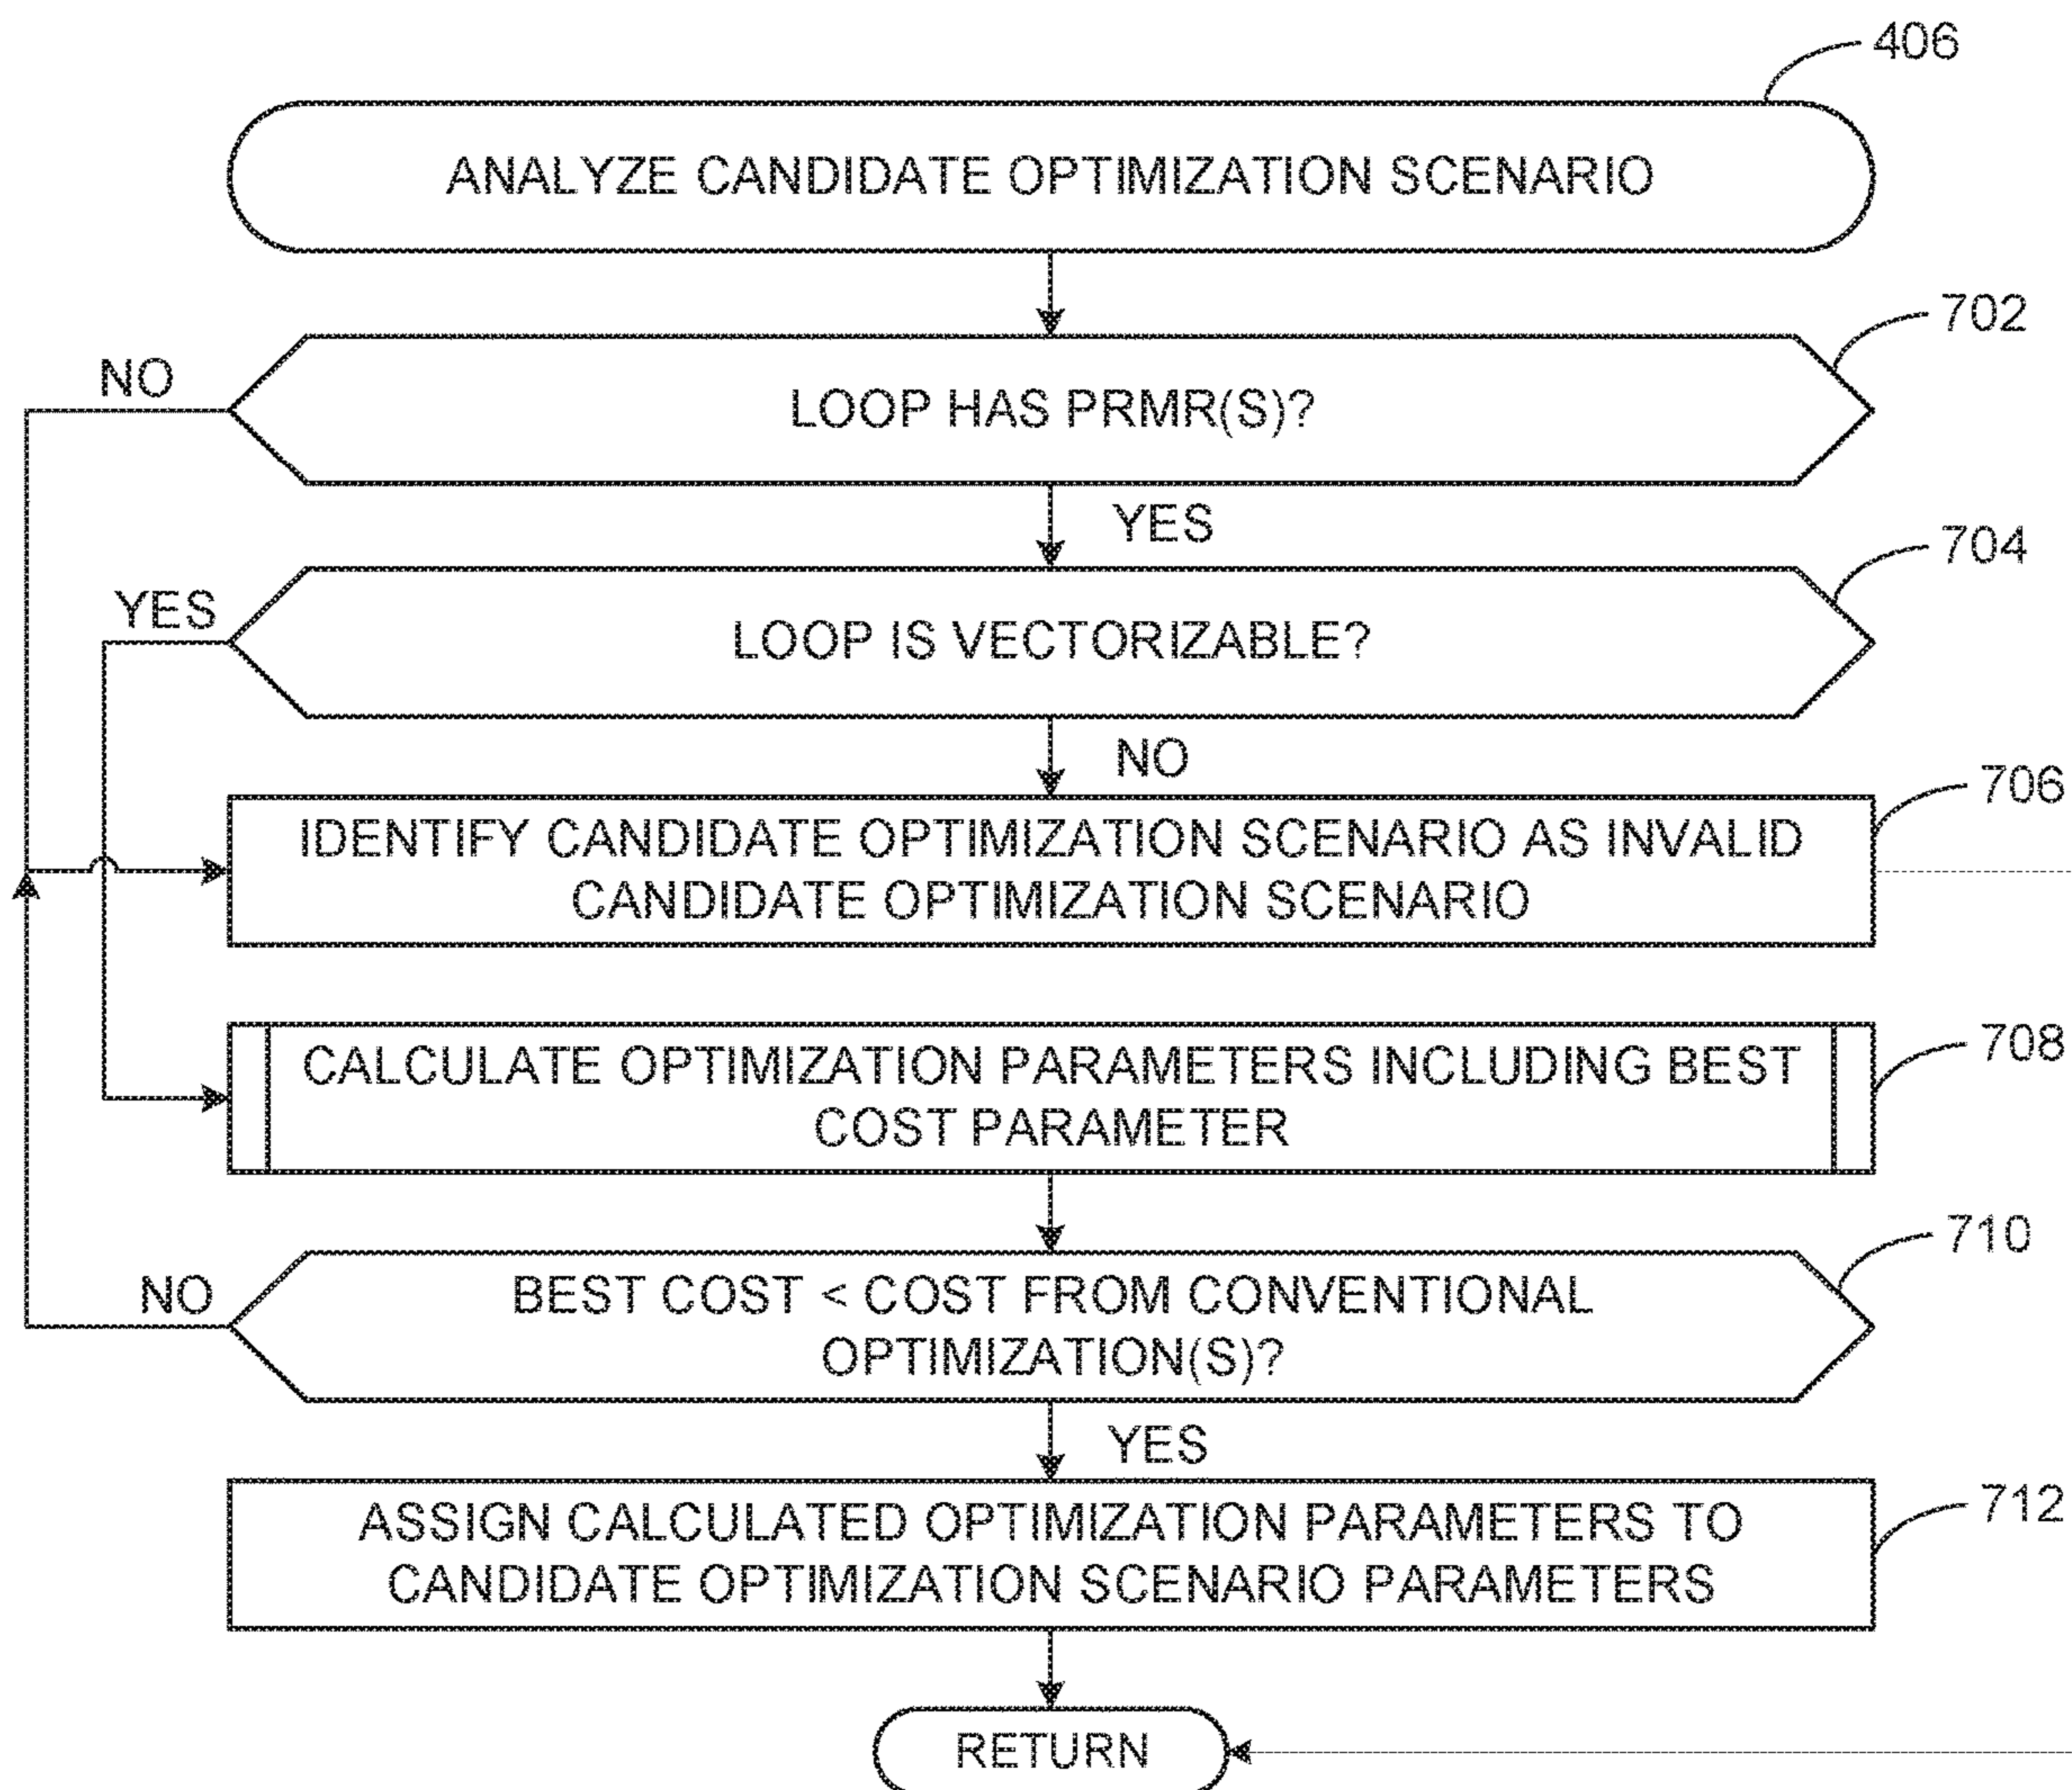 406
ANALYZE CANDIDATE OPTIMIZATION SCENARIO
702
NO
LOOP HAS PRMR(S)?
YES
704
YES
LOOP IS VECTORIZABLE?
NO
706
IDENTIFY CANDIDATE OPTIMIZATION SCENARIO AS INVALID
CANDIDATE OPTIMIZATION SCENARIO
708
CALCULATE OPTIMIZATION PARAMETERS INCLUDING BEST
COST PARAMETER
710
NO
BEST COST < COST FROM CONVENTIONAL
OPTIMIZATION(S)?
YES
712
ASSIGN CALCULATED OPTIMIZATION PARAMETERS TO
CANDIDATE OPTIMIZATION SCENARIO PARAMETERS
RETURN